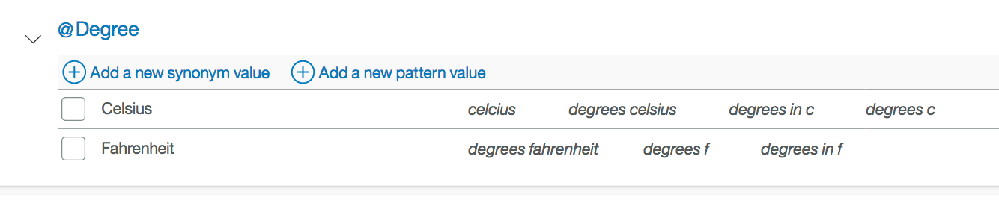 @Degree
Add a new synonym value Add a new pattern value
Celsius celcius degrees celsius degrees in c degrees c
Fahrenheit degrees fahrenheit degrees f degrees in f